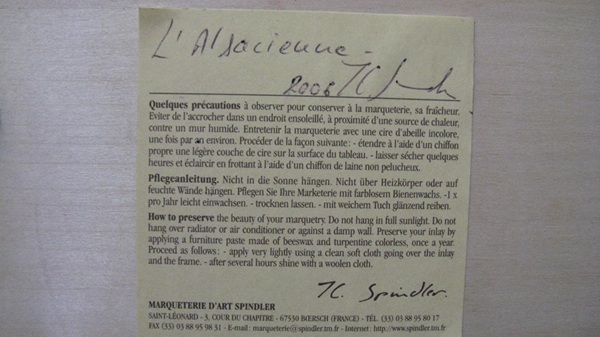 L'Alsacienne -
2006 JC. Spindler
Quelques précautions à observer pour conserver à la marqueterie, sa fraîcheur.
Eviter de l'accrocher dans un endroit ensoleillé, à proximité d'une source de chaleur,
contre un mur humide. Entretenir la marqueterie avec une cire d'abeille incolore,
une fois par an environ. Procéder de la façon suivante : - étendre à l'aide d'un chiffon
propre une légère couche de cire sur la surface du tableau. - laisser sécher quelques
heures et éclaircir en frottant à l'aide d'un chiffon de laine non pelucheux.
Pflegeanleitung. Nicht in die Sonne hängen. Nicht über Heizkörper oder auf
feuchte Wände hängen. Pflegen Sie Ihre Marketerie mit farblosem Bienenwachs. -1 x
pro Jahr leicht einwachsen. - trocknen lassen. - mit weichem Tuch glänzend reiben.
How to preserve the beauty of your marquetry. Do not hang in full sunlight. Do not
hang over radiator or air conditioner or against a damp wall. Preserve your inlay by
applying a furniture paste made of beeswax and turpentine colorless, once a year.
Proceed as follows : - apply very lightly using a clean soft cloth going over the inlay
and the frame. - after several hours shine with a woolen cloth.
JC. Spindler.
MARQUETERIE D'ART SPINDLER
SAINT-LÉONARD - 3, COUR DU CHAPITRE - 67530 BŒRSCH (FRANCE) - TÉL. (33) 03 88 95 80 17
FAX (33) 03 88 95 98 31 - E-mail : marqueterie@spindler.tm.fr - Internet : http://www.spindler.tm.fr